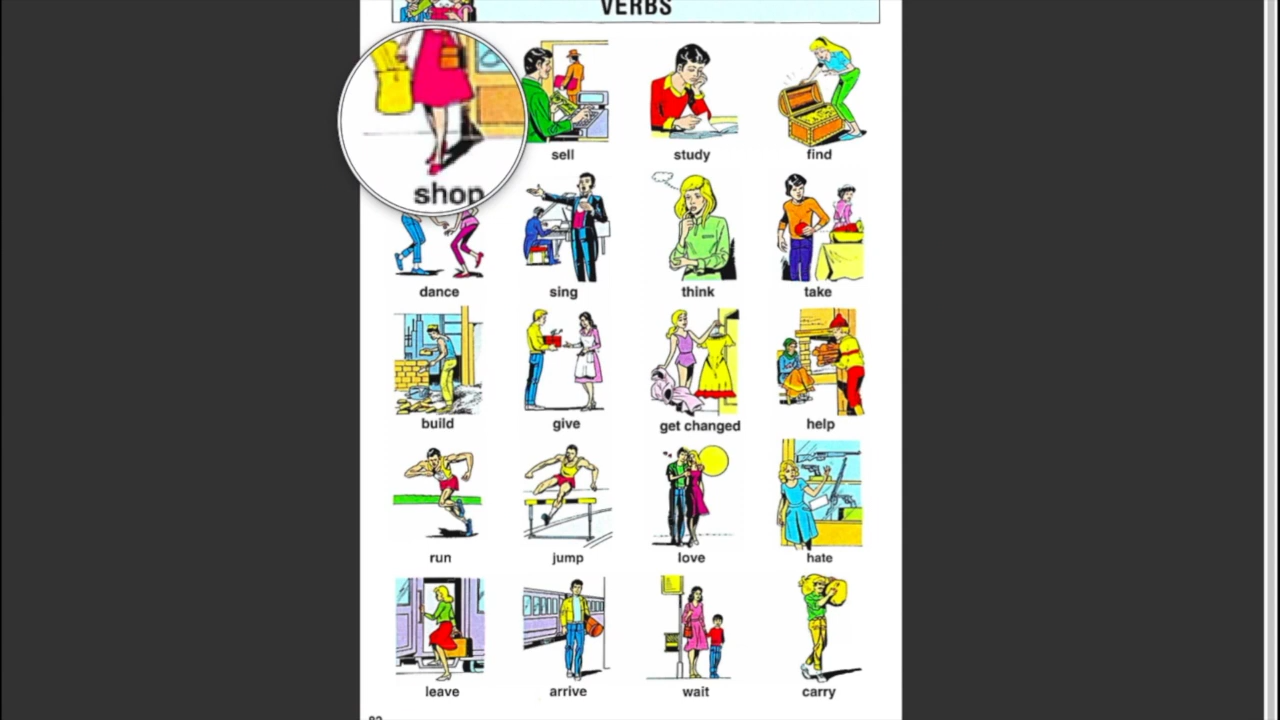 VERBS
shop
sell study find
dance sing think take
build give get changed help
run jump love hate
leave arrive wait carry